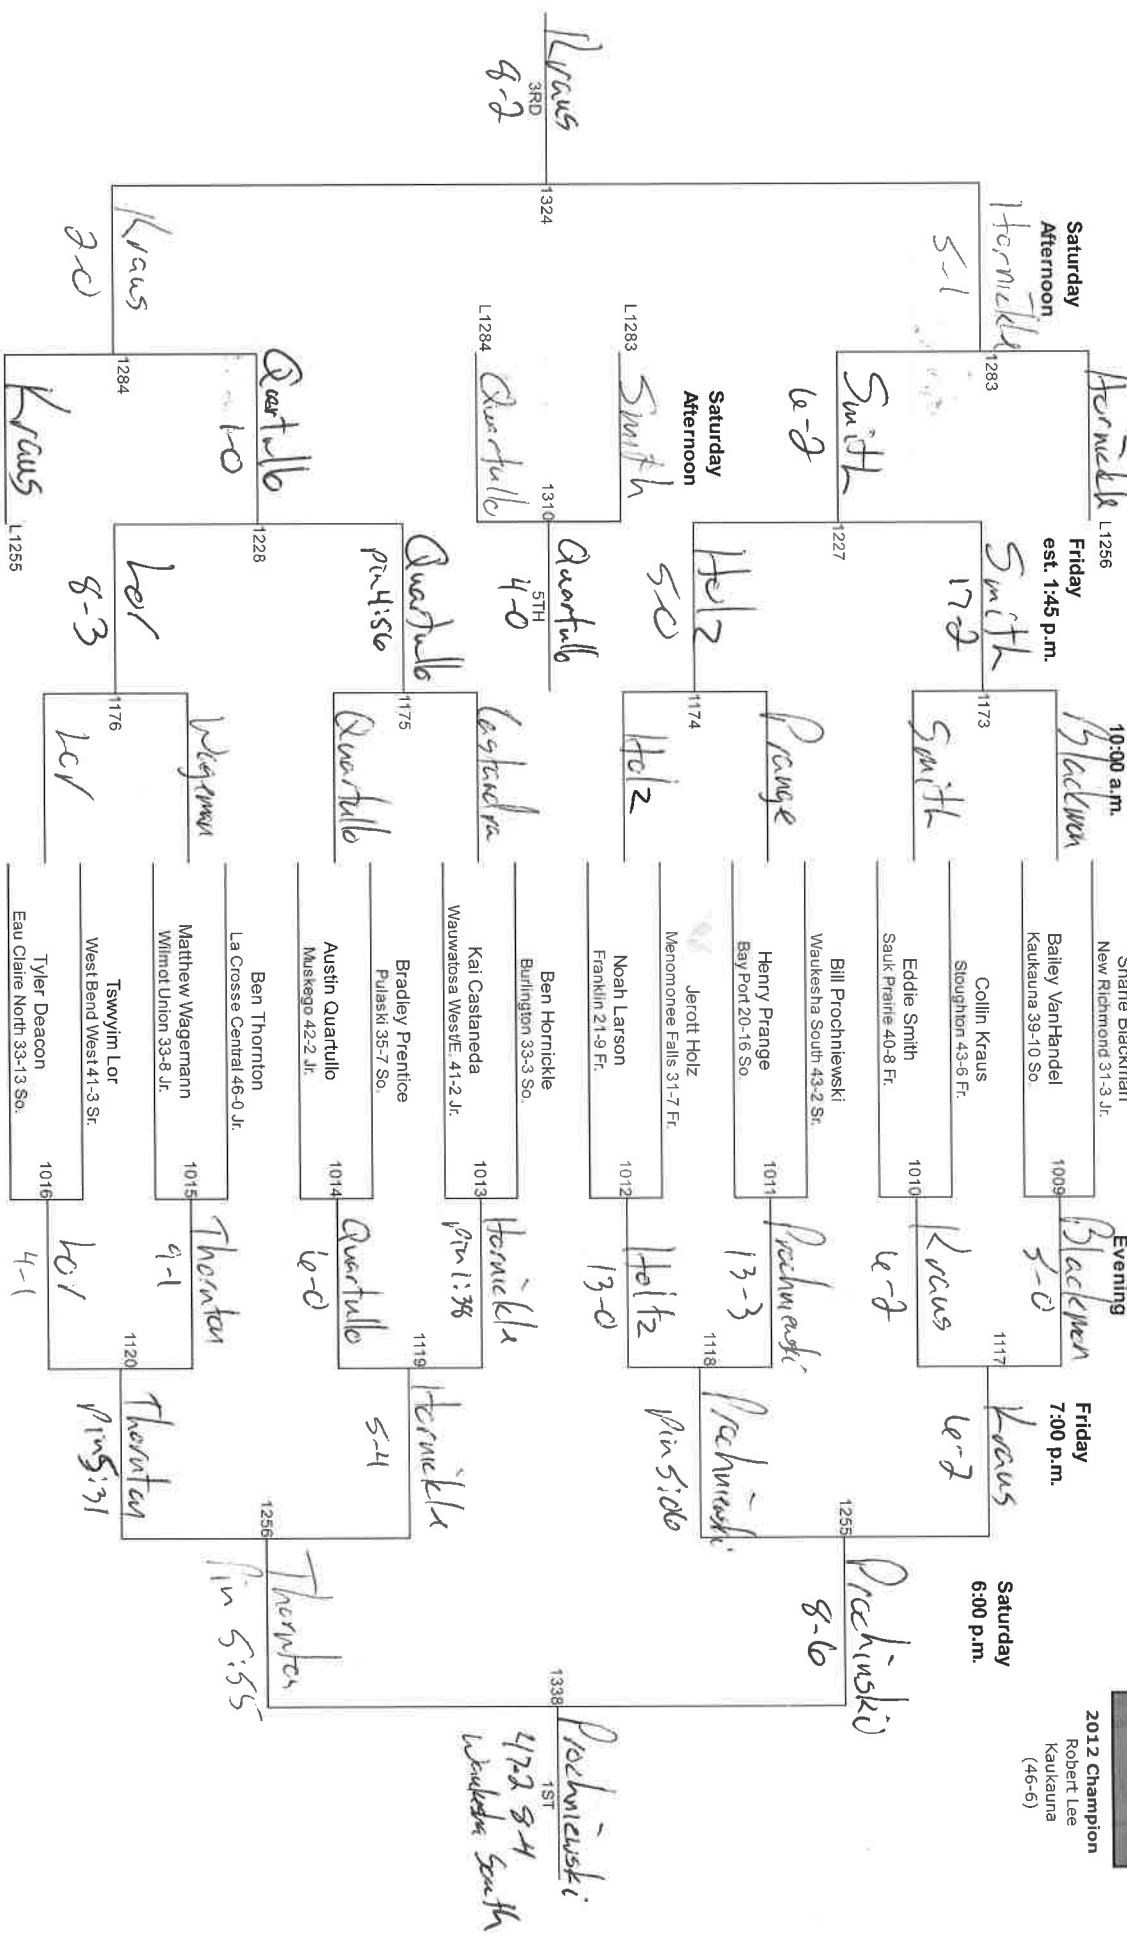 Kraus
3RD
8-2
1324
Saturday
Afternoon
Hornickle
5-1
Kraus
2-0
1283
Hornickle
L1256
Smith
6-2
L1283
Smith
L1284
Quartullo
Saturday
Afternoon
1310
Quartullo
5TH
4-0
1284
Quartullo
1-0
Kraus
L1255
Friday
est. 1:45 p.m.
1227
Smith
17-2
Holz
5-0
1228
Quartullo
Pin 4:56
Lor
8-3
10:00 a.m.
1173
Blackmon
Smith
1174
Prange
Holz
1175
Quartullo
1176
Wageman
Lor
Shane Blackman
New Richmond 31-3 Jr.
Bailey VanHandel
Kaukauna 39-10 So.
Collin Kraus
Stoughton 43-6 Fr.
Eddie Smith
Sauk Prairie 40-8 Fr.
Bill Prochniewski
Waukesha South 43-2 Sr.
Henry Prange
Bay Port 20-16 So.
Jerott Holz
Menomonee Falls 31-7 Fr.
Noah Larson
Franklin 21-9 Fr.
Ben Hornickle
Burlington 33-3 So.
Kai Castaneda
Wauwatosa West/E. 41-2 Jr.
Bradley Prentice
Pulaski 35-7 So.
Austin Quartullo
Muskego 42-2 Jr.
Ben Thornton
La Crosse Central 46-0 Jr.
Matthew Wagemann
Wilmot Union 33-8 Jr.
Tswyim Lor
West Bend West 41-3 Sr.
Tyler Deacon
Eau Claire North 33-13 So.
Evening
1009
Blackmon
5-0
1010
Kraus
6-2
1011
Prochniewski
13-3
1012
Holtz
13-0
1013
Hornickle
Pin 1:38
1014
Quartullo
6-0
1015
Thornton
9-1
1016
Lor
4-1
Friday
7:00 p.m.
1117
Kraus
6-2
1118
Prochniewski
Pin 5:06
1119
Hornickle
5-4
1120
Thornton
Pin 5:31
Saturday
6:00 p.m.
1255
Prochinski
8-6
1256
Thornton
Pin 5:55
1338
Prochniewski
1ST
47-2 8-4
Waukesha South
2012 Champion
Robert Lee
Kaukauna
(46-6)